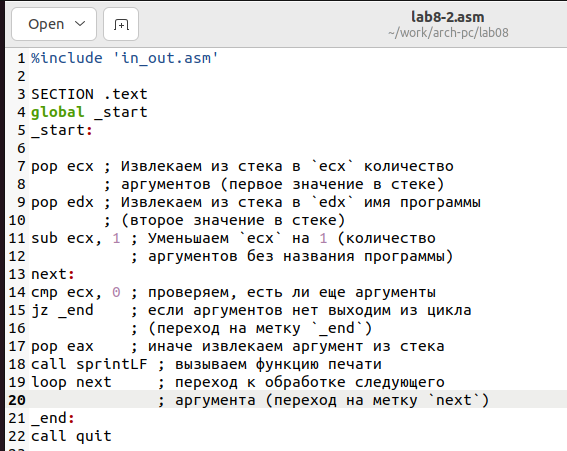 Open
lab8-2.asm
~/work/arch-pc/lab08
1 %include 'in_out.asm'
2
3 SECTION .text
4 global _start
5 _start:
6
7 pop ecx ; Извлекаем из стека в `ecx` количество
8         ; аргументов (первое значение в стеке)
9 pop edx ; Извлекаем из стека в `edx` имя программы
10         ; (второе значение в стеке)
11 sub ecx, 1 ; Уменьшаем `ecx` на 1 (количество
12            ; аргументов без названия программы)
13 next:
14 cmp ecx, 0 ; проверяем, есть ли еще аргументы
15 jz _end    ; если аргументов нет выходим из цикла
16            ; (переход на метку `_end`)
17 pop eax    ; иначе извлекаем аргумент из стека
18 call sprintLF ; вызываем функцию печати
19 loop next     ; переход к обработке следующего
20               ; аргумента (переход на метку `next`)
21 _end:
22 call quit